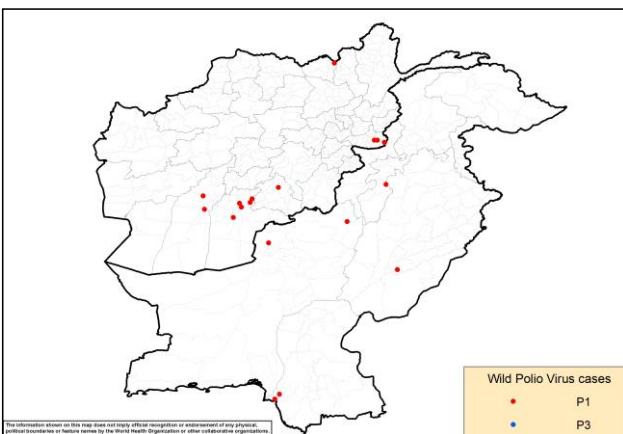 Wild Polio Virus cases
P1
P3
The information shown on this map does not imply official recognition or endorsement of any physical,
political boundaries or feature names by the World Health Organization or other collaborative organizations.